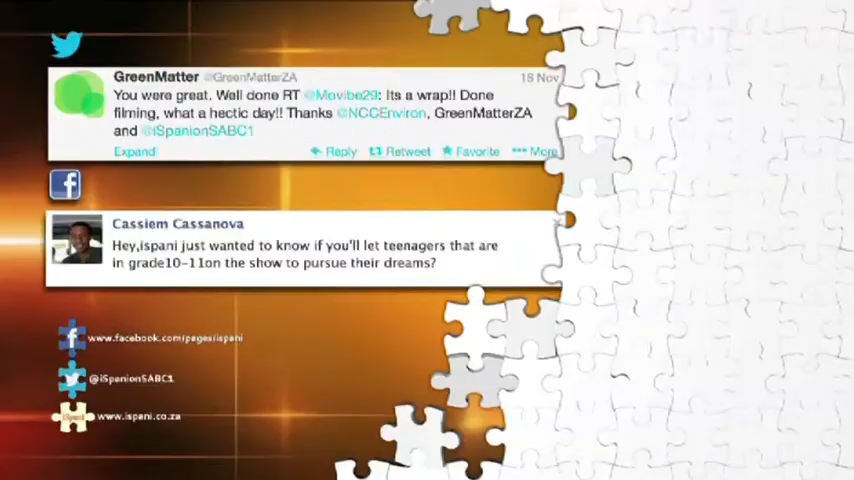 GreenMatter @GreenMatterZA 18 Nov
You were great. Well done RT @Movibe29: Its a wrap!! Done
filming, what a hectic day!! Thanks @NCCEnviron, GreenMatterZA
and @iSpanionSABC1
Expand Reply Retweet Favorite More
Cassiem Cassanova
Hey,ispani just wanted to know if you'll let teenagers that are
in grade10-11on the show to pursue their dreams?
www.facebook.com/pages/ispani
@iSpanionSABC1
www.ispani.co.za